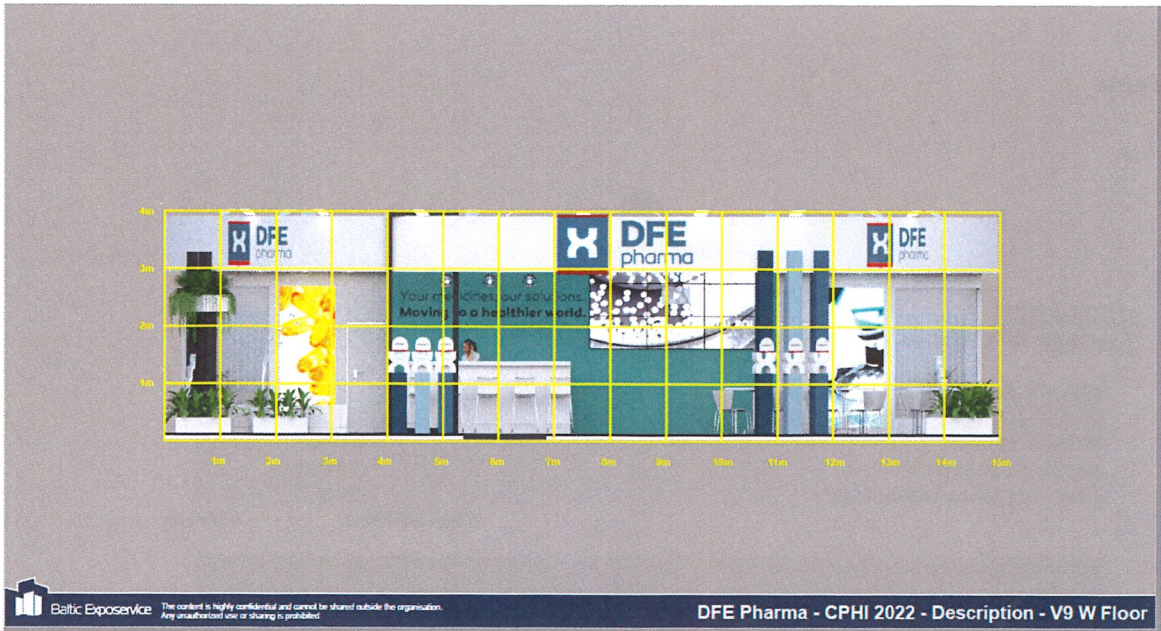 4m
DFE
pharma
DFE
pharma
DFE
pharma
3m
Your medicines, our solutions.
Moving to a healthier world.
2m
1m
1m 2m 3m 4m 5m 6m 7m 8m 9m 10m 11m 12m 13m 14m 15m
Baltic Exposervice
The content is highly confidential and cannot be shared outside the organisation.
Any unauthorized use or sharing is prohibited.
DFE Pharma - CPHI 2022 - Description - V9 W Floor